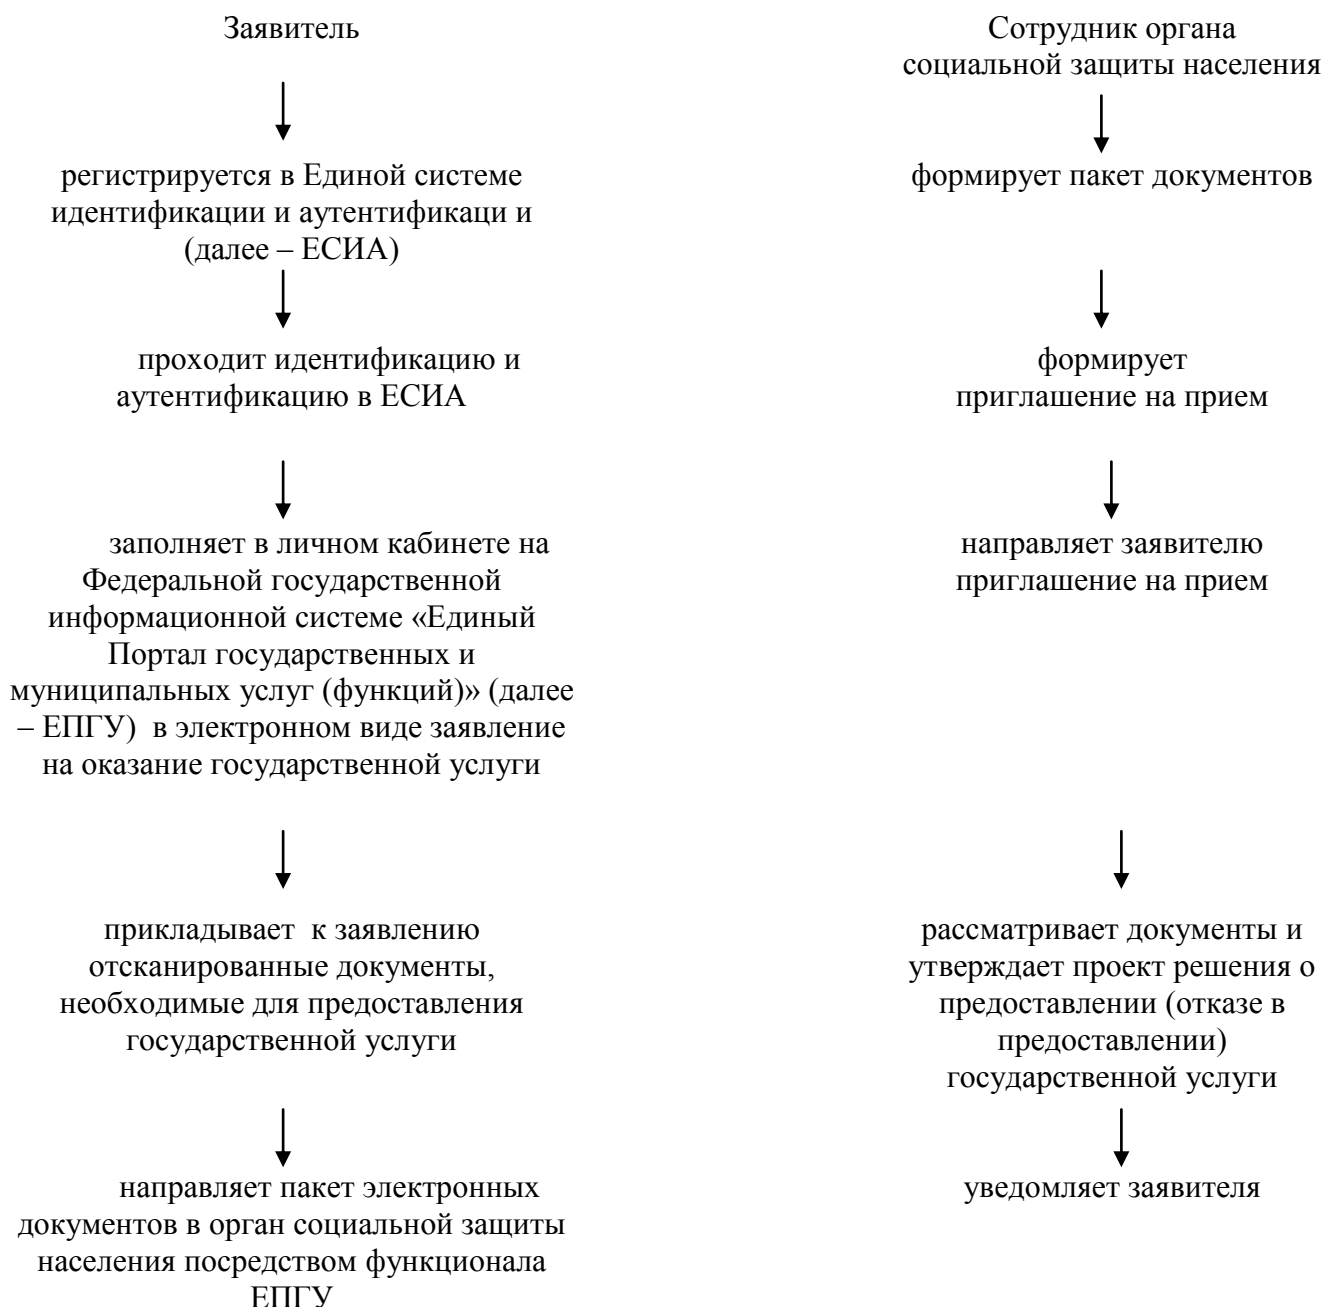 Заявитель
регистрируется в Единой системе
идентификации и аутентификаци и
(далее – ЕСИА)
проходит идентификацию и
аутентификацию в ЕСИА
заполняет в личном кабинете на
Федеральной государственной
информационной системе «Единый
Портал государственных и
муниципальных услуг (функций)» (далее
– ЕПГУ)  в электронном виде заявление
на оказание государственной услуги
прикладывает  к заявлению
отсканированные документы,
необходимые для предоставления
государственной услуги
направляет пакет электронных
документов в орган социальной защиты
населения посредством функционала
ЕПГУ
Сотрудник органа
социальной защиты населения
формирует пакет документов
формирует
приглашение на прием
направляет заявителю
приглашение на прием
рассматривает документы и
утверждает проект решения о
предоставлении (отказе в
предоставлении)
государственной услуги
уведомляет заявителя